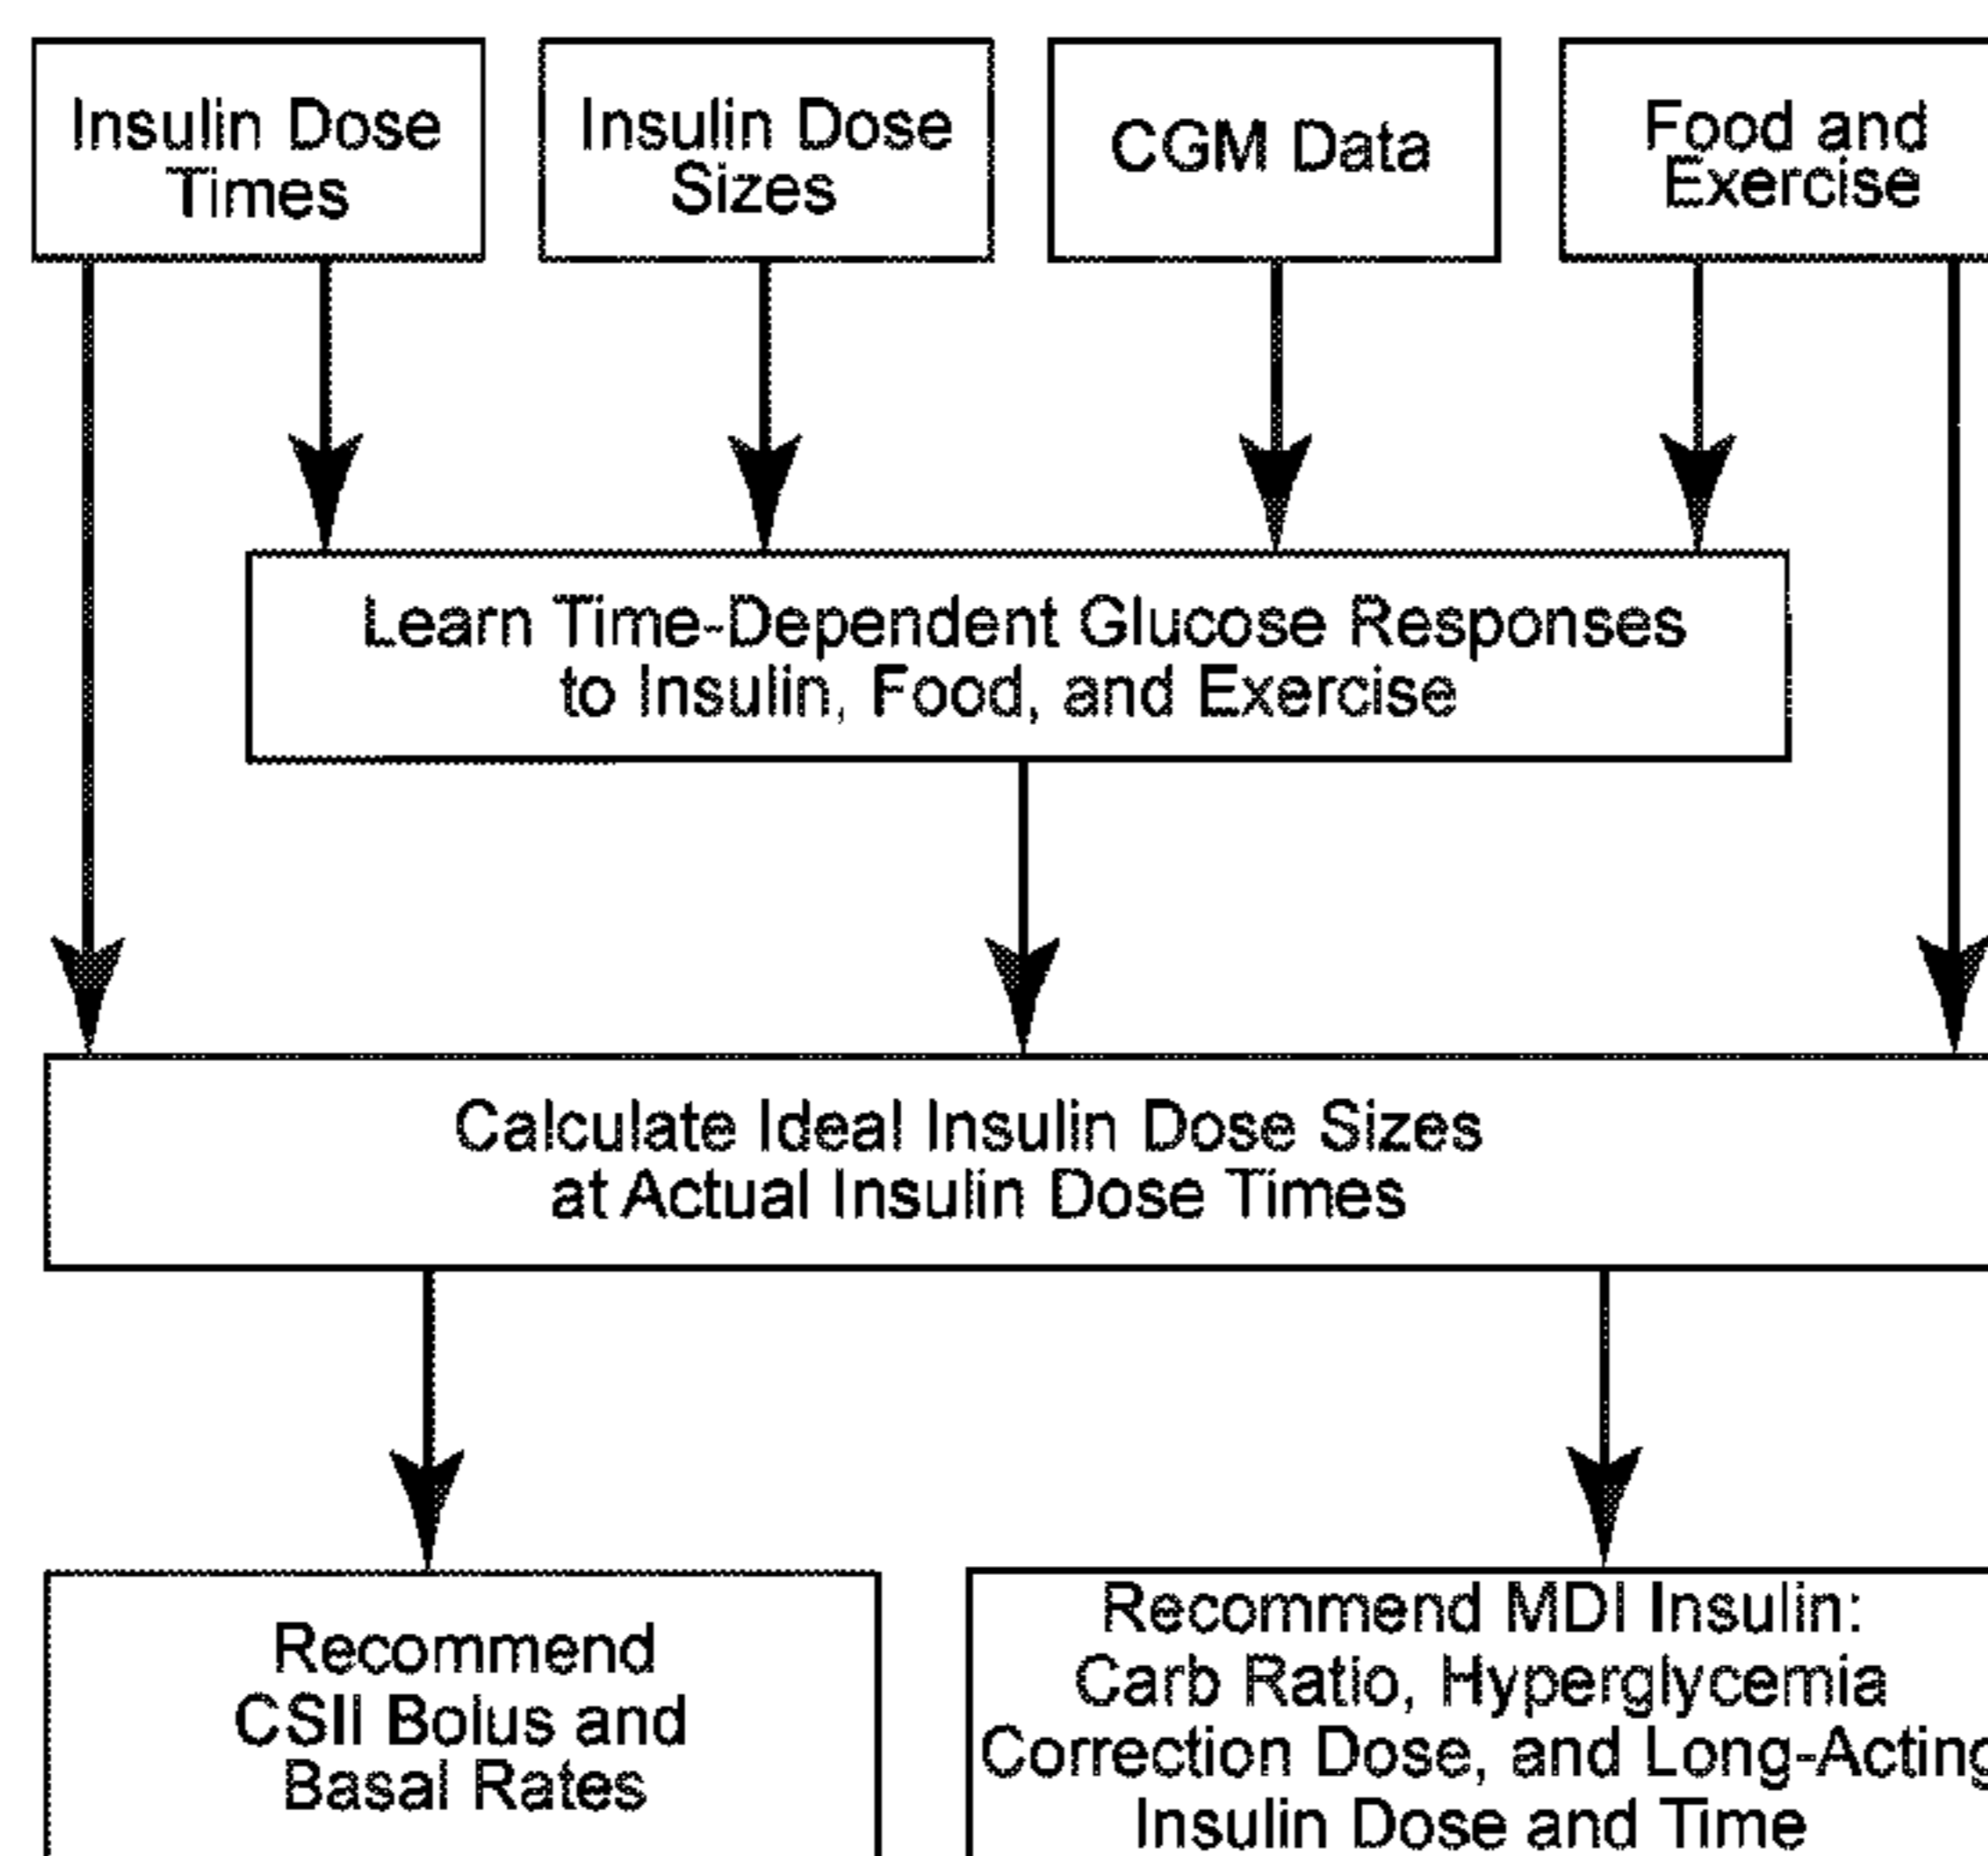 Insulin Dose
Times
Insulin Dose
Sizes
CGM Data
Food and
Exercise
Learn Time-Dependent Glucose Responses
to Insulin, Food, and Exercise
Calculate Ideal Insulin Dose Sizes
at Actual Insulin Dose Times
Recommend
CSII Bolus and
Basal Rates
Recommend MDI Insulin:
Carb Ratio, Hyperglycemia
Correction Dose, and Long-Acting
Insulin Dose and Time